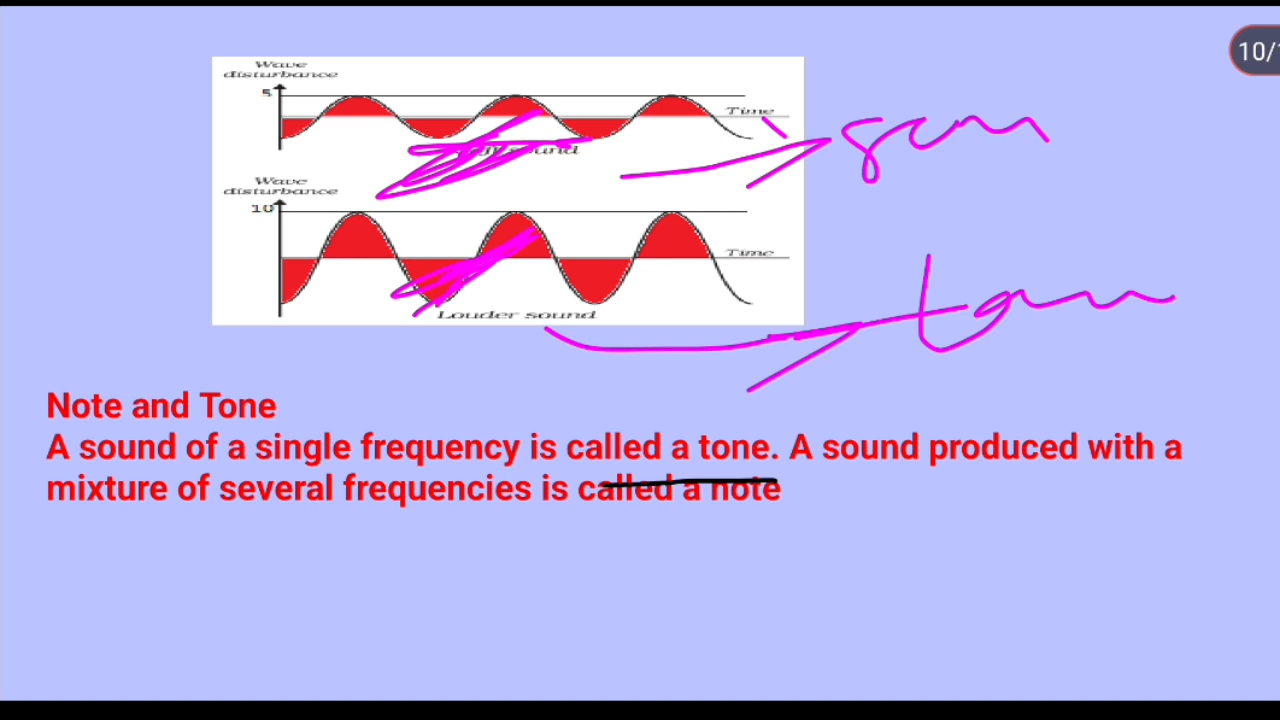 10/
Wave
disturbance
5
Time
sound
Wave
disturbance
10
Time
Louder sound
Note and Tone
A sound of a single frequency is called a tone. A sound produced with a
mixture of several frequencies is called a note